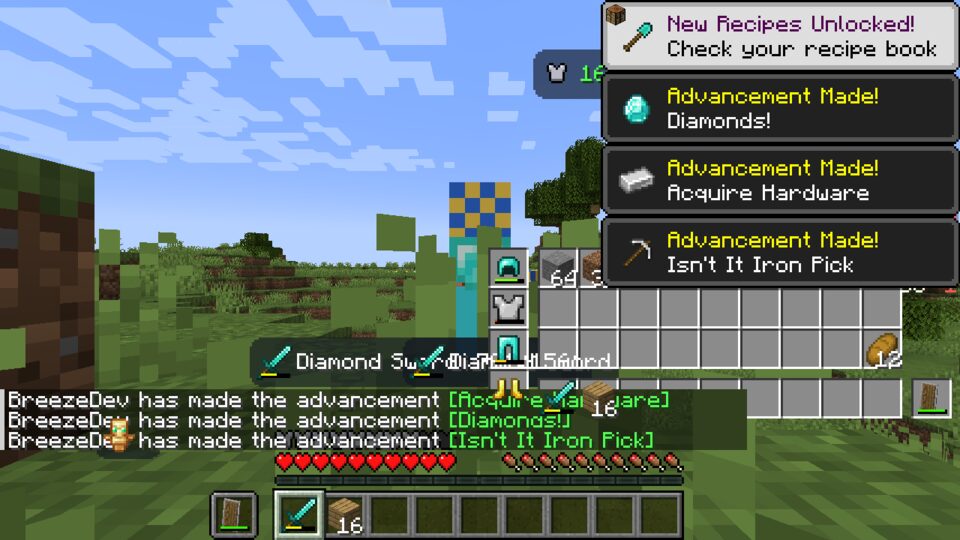 New Recipes Unlocked!
Check your recipe book
16
Advancement Made!
Diamonds!
Advancement Made!
Acquire Hardware
Advancement Made!
Isn't It Iron Pick
64
12
Diamond
16
BreezeDev has made the advancement [Acquire Hardware]
BreezeDev has made the advancement [Diamonds!]
BreezeDev has made the advancement [Isn't It Iron Pick]
16